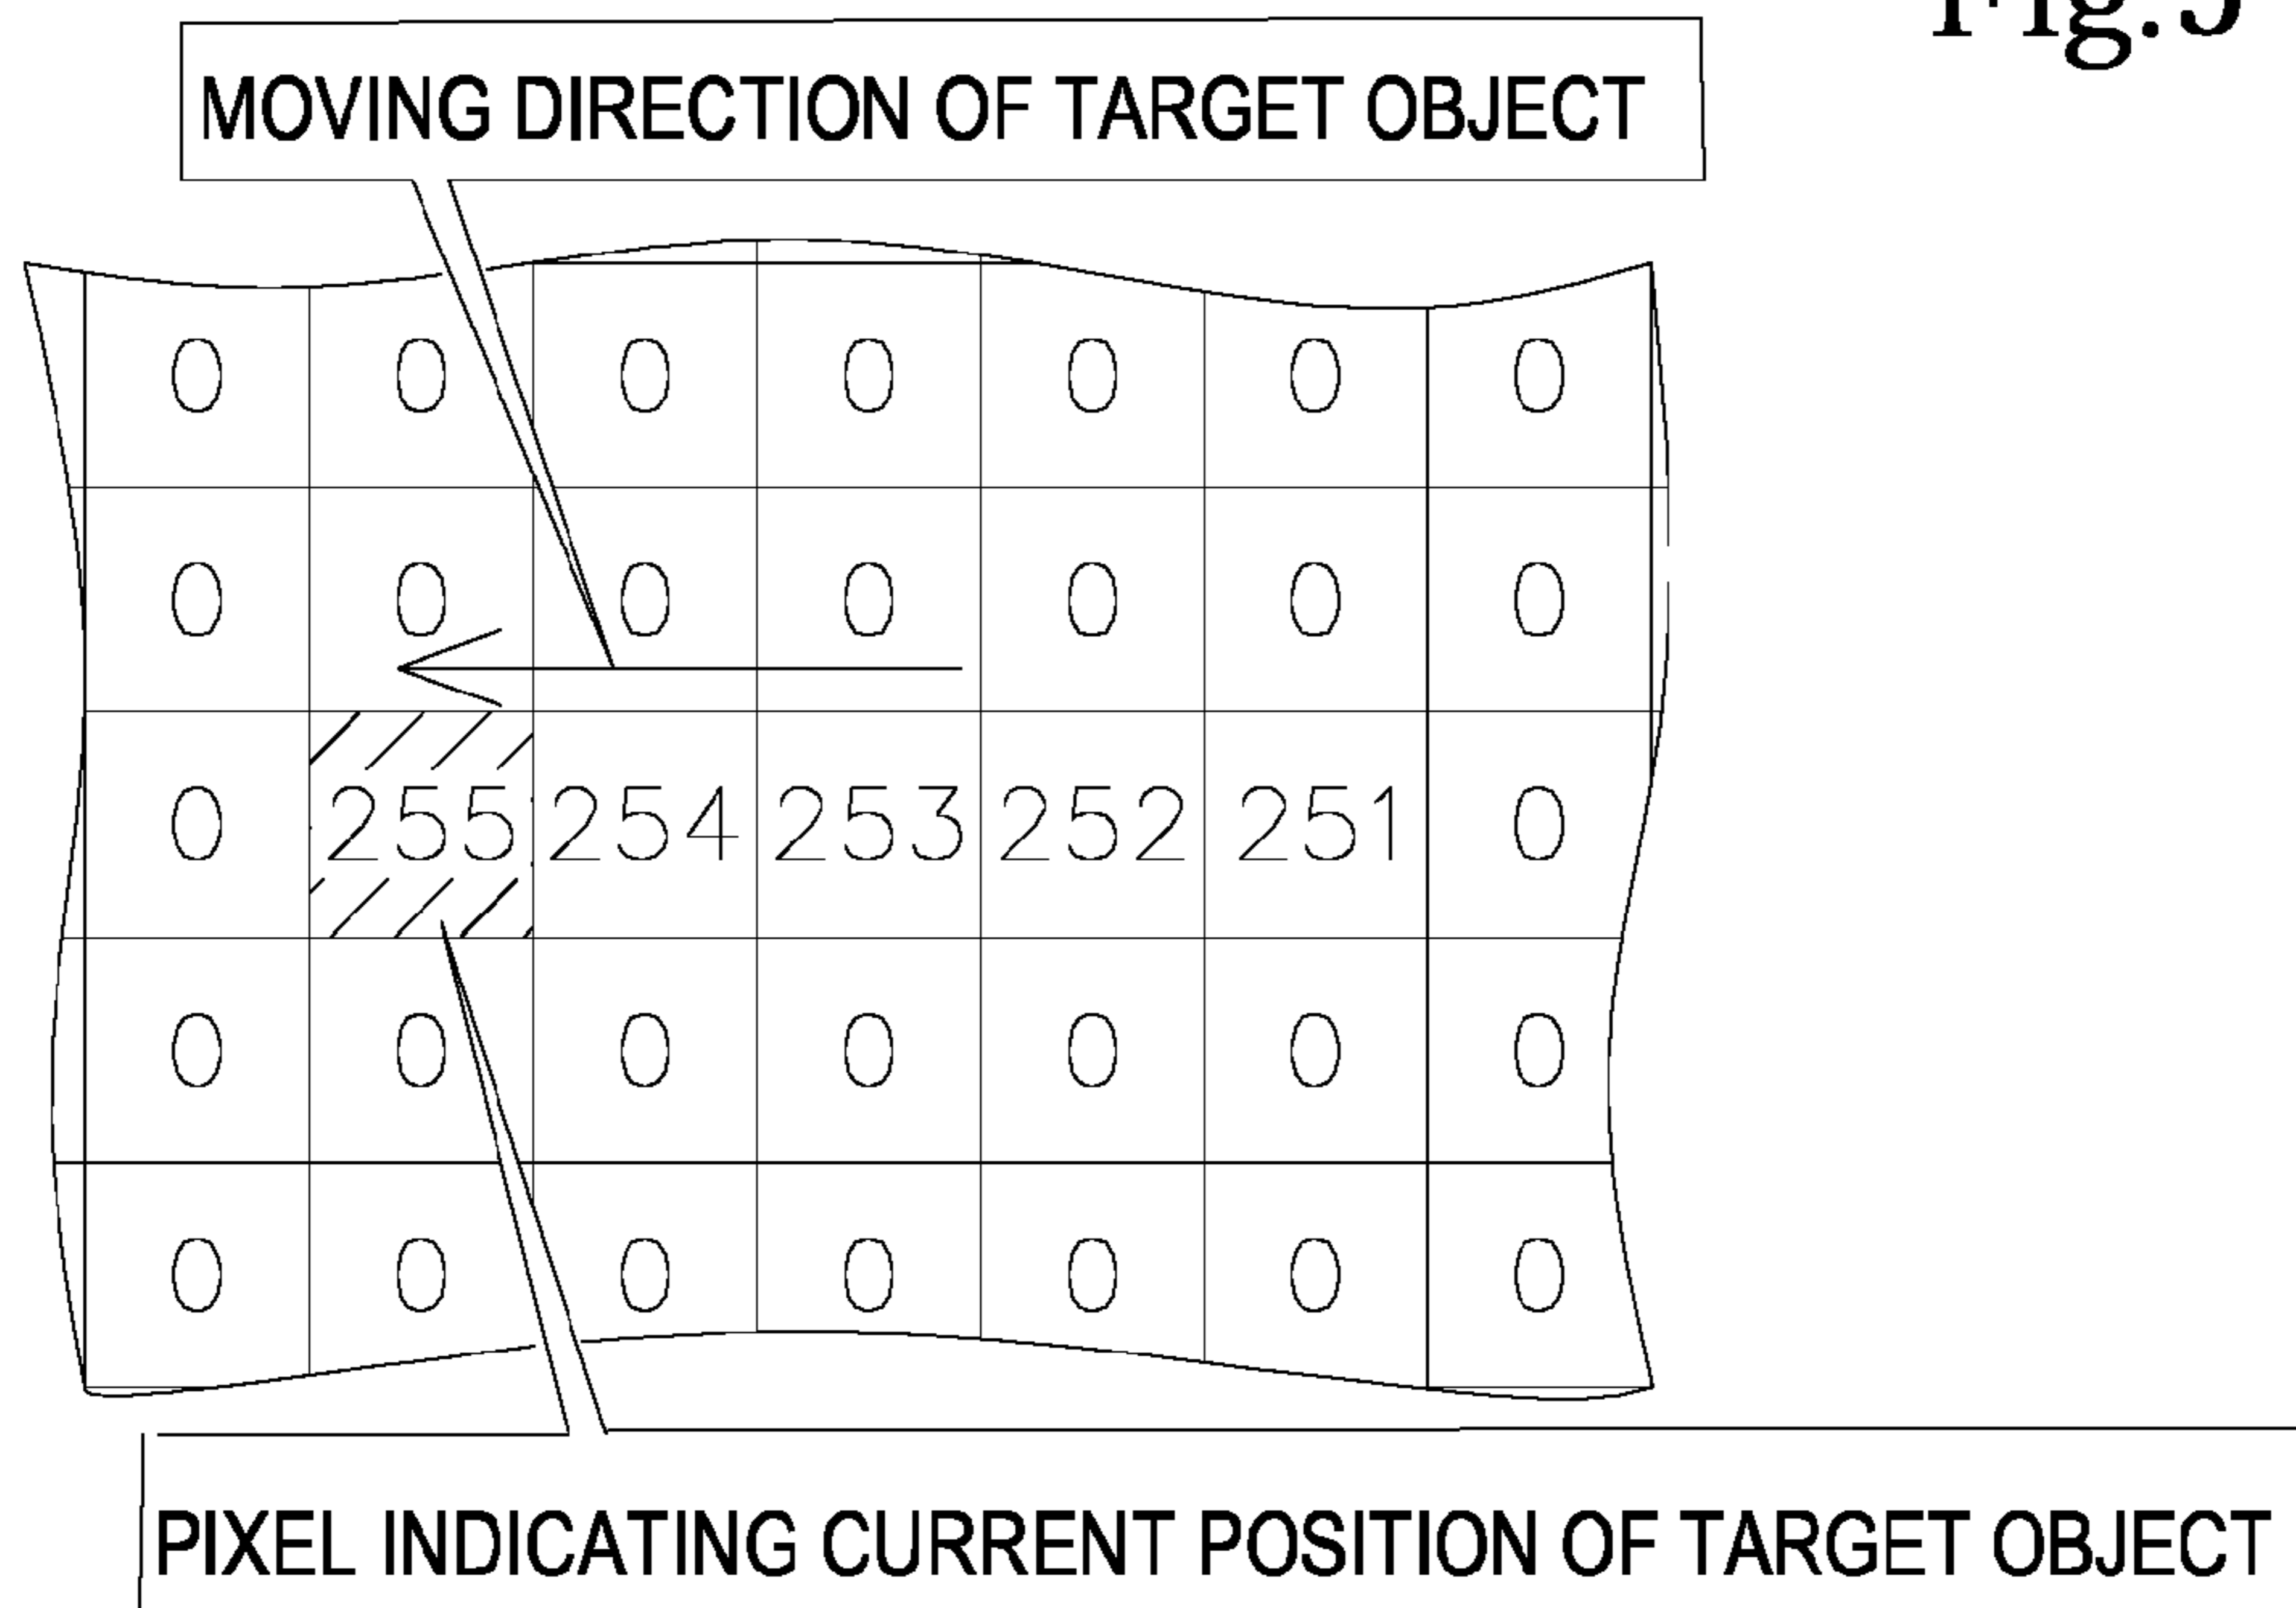 MOVING DIRECTION OF TARGET OBJECT
0 0 0 0 0 0 0
0 0 0 0 0 0 0
0 255 254 253 252 251 0
0 0 0 0 0 0 0
0 0 0 0 0 0 0
PIXEL INDICATING CURRENT POSITION OF TARGET OBJECT